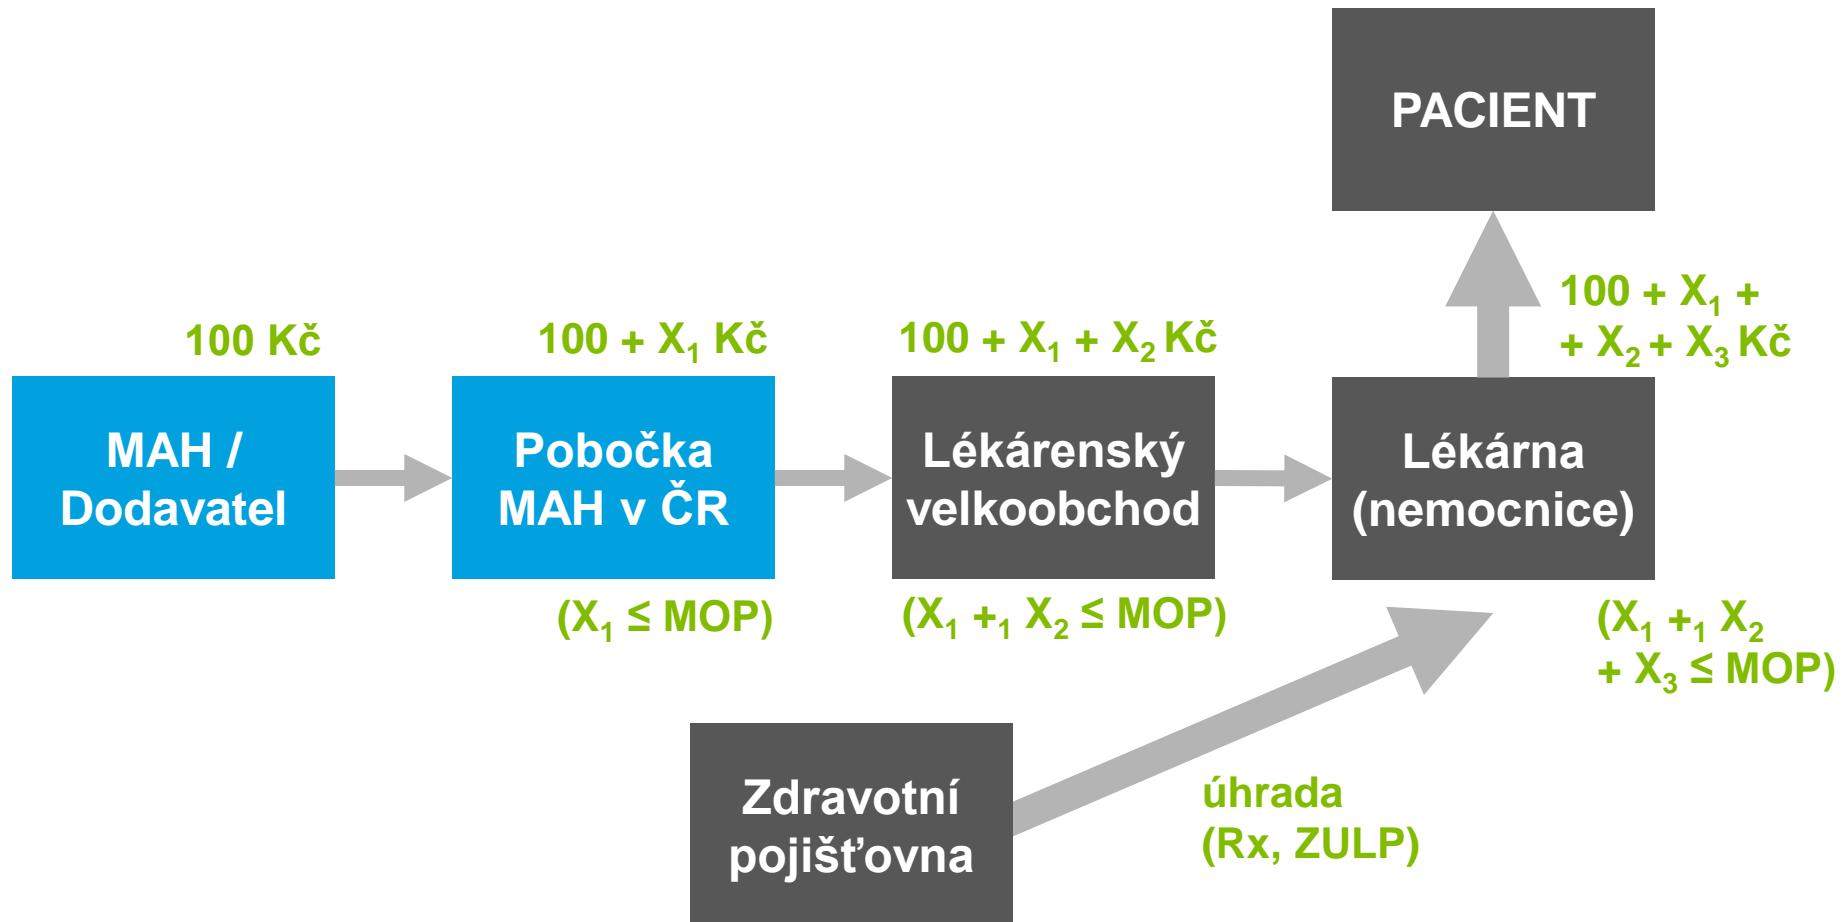 PACIENT
100 + X₁ +
+ X₂ + X₃ Kč
100 Kč
100 + X₁ Kč
100 + X₁ + X₂ Kč
MAH /
Dodavatel
Pobočka
MAH v ČR
Lékárenský
velkoobchod
Lékárna
(nemocnice)
(X₁ ≤ MOP)
(X₁ +₁ X₂ ≤ MOP)
(X₁ +₁ X₂
+ X₃ ≤ MOP)
Zdravotní
pojišťovna
úhrada
(Rx, ZULP)